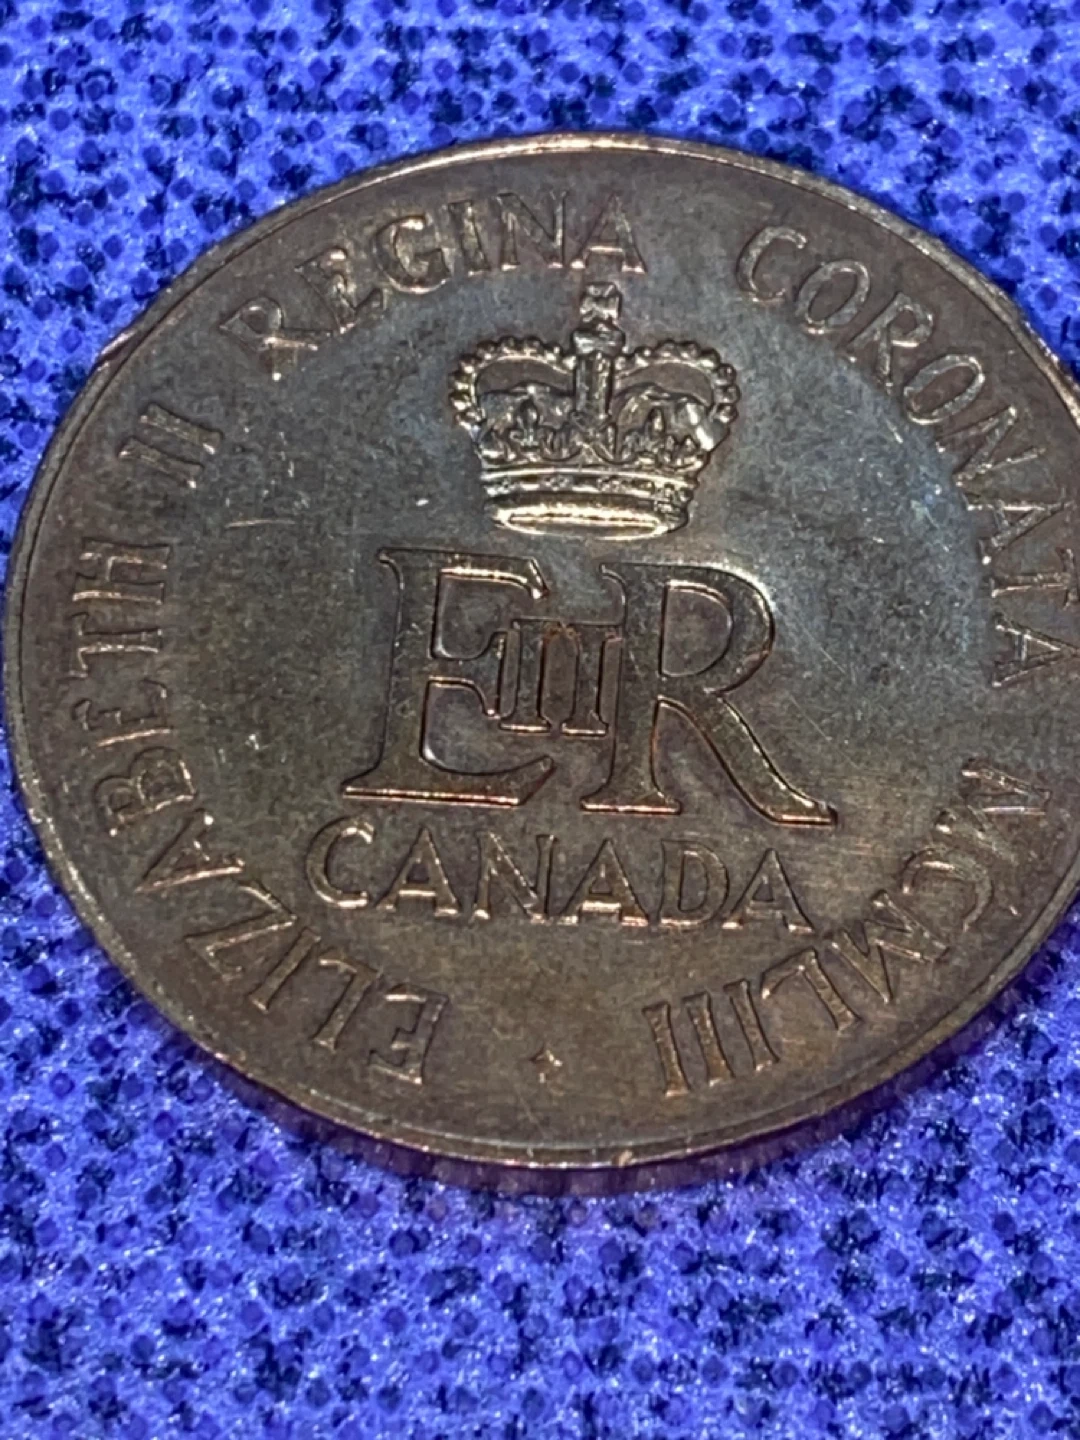 ELIZABETH II REGINA CORONATA MCMLIII
EIIR
CANADA